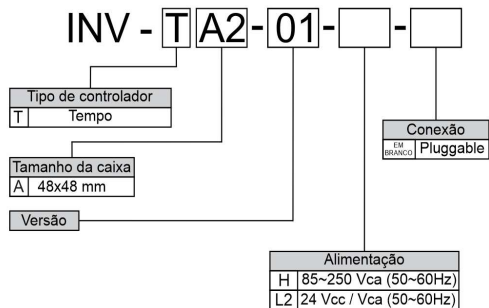 INV - T A2 - 01 - -
Tipo de controlador
T Tempo
Conexão
EM BRANCO Pluggable
Tamanho da caixa
A 48x48 mm
Versão
Alimentação
H 85~250 Vca (50~60Hz)
L2 24 Vcc / Vca (50~60Hz)